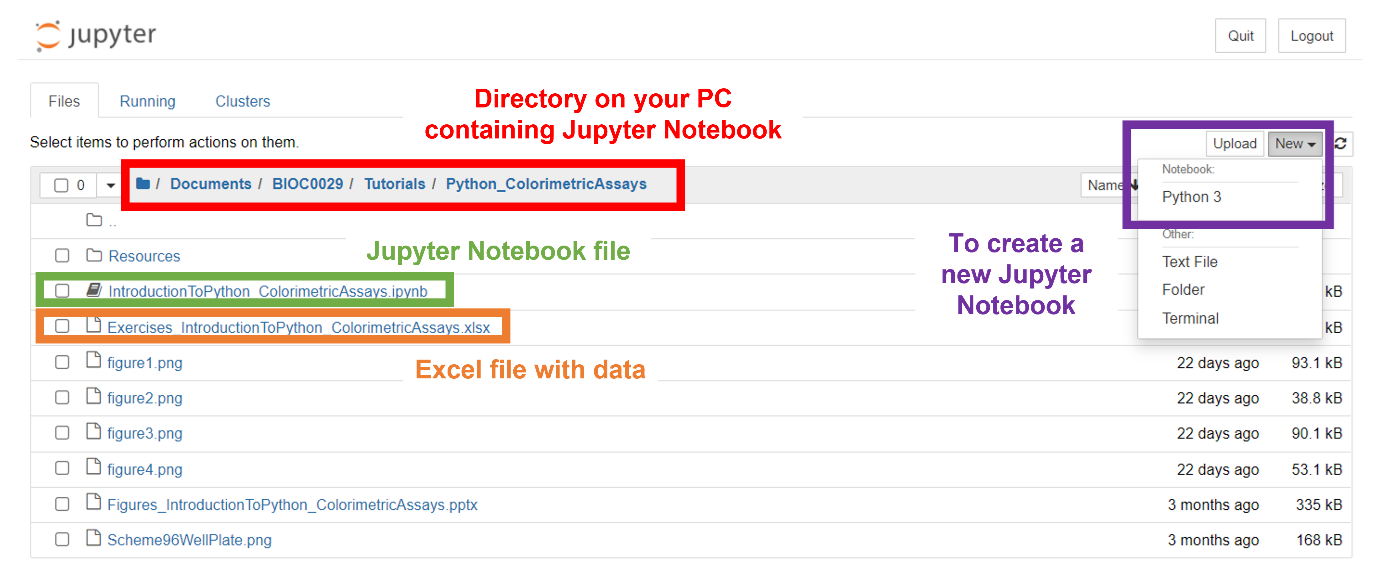 jupyter
Quit
Logout
Files
Running
Clusters
Directory on your PC
containing Jupyter Notebook
Select items to perform actions on them.
Upload
New
0
/ Documents / BIOC0029 / Tutorials / Python_ColorimetricAssays
Name
Notebook:
Python 3
..
Other:
Resources
Jupyter Notebook file
To create a
new Jupyter
Notebook
Text File
Folder
Terminal
IntroductionToPython_ColorimetricAssays.ipynb
kB
Exercises_IntroductionToPython_ColorimetricAssays.xlsx
kB
Excel file with data
figure1.png
22 days ago
93.1 kB
figure2.png
22 days ago
38.8 kB
figure3.png
22 days ago
90.1 kB
figure4.png
22 days ago
53.1 kB
Figures_IntroductionToPython_ColorimetricAssays.pptx
3 months ago
335 kB
Scheme96WellPlate.png
3 months ago
168 kB